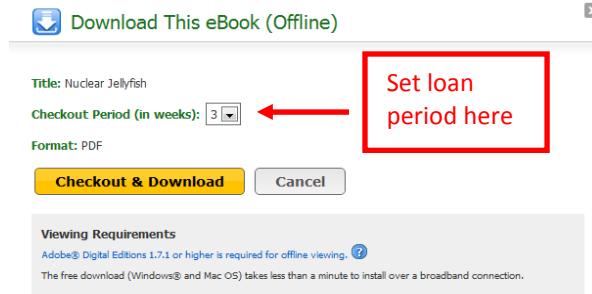 Download This eBook (Offline)
Title: Nuclear Jellyfish
Checkout Period (in weeks): 3
Set loan
period here
Format: PDF
Checkout & Download
Cancel
Viewing Requirements
Adobe® Digital Editions 1.7.1 or higher is required for offline viewing. ?
The free download (Windows® and Mac OS) takes less than a minute to install over a broadband connection.